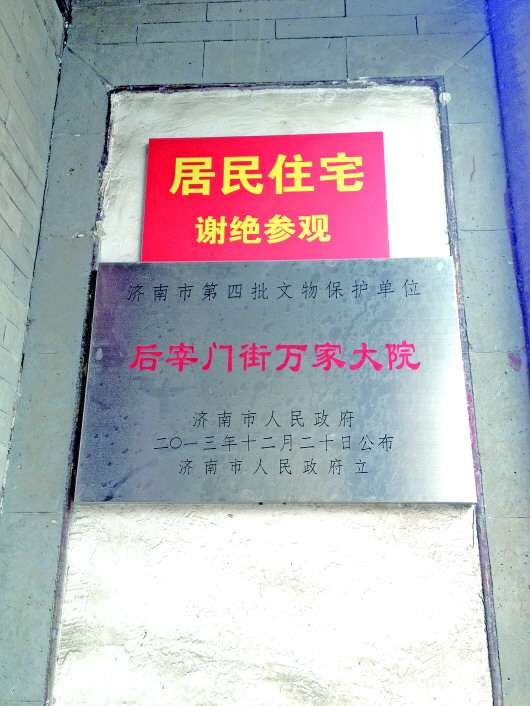 居民住宅
谢绝参观
济南市第四批文物保护单位
后宰门街万家大院
济南市人民政府
二〇一三年十二月二十日公布
济南市人民政府立